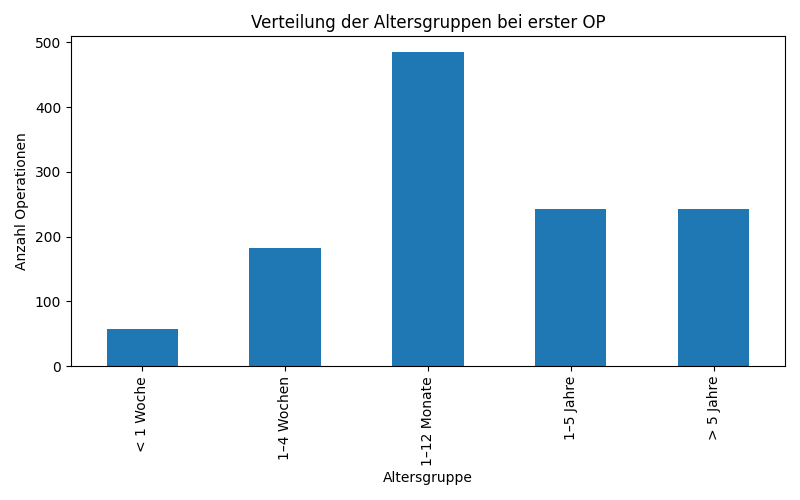 Verteilung der Altersgruppen bei erster OP
Anzahl Operationen
500
400
300
200
100
0
< 1 Woche
1–4 Wochen
1–12 Monate
1–5 Jahre
> 5 Jahre
Altersgruppe